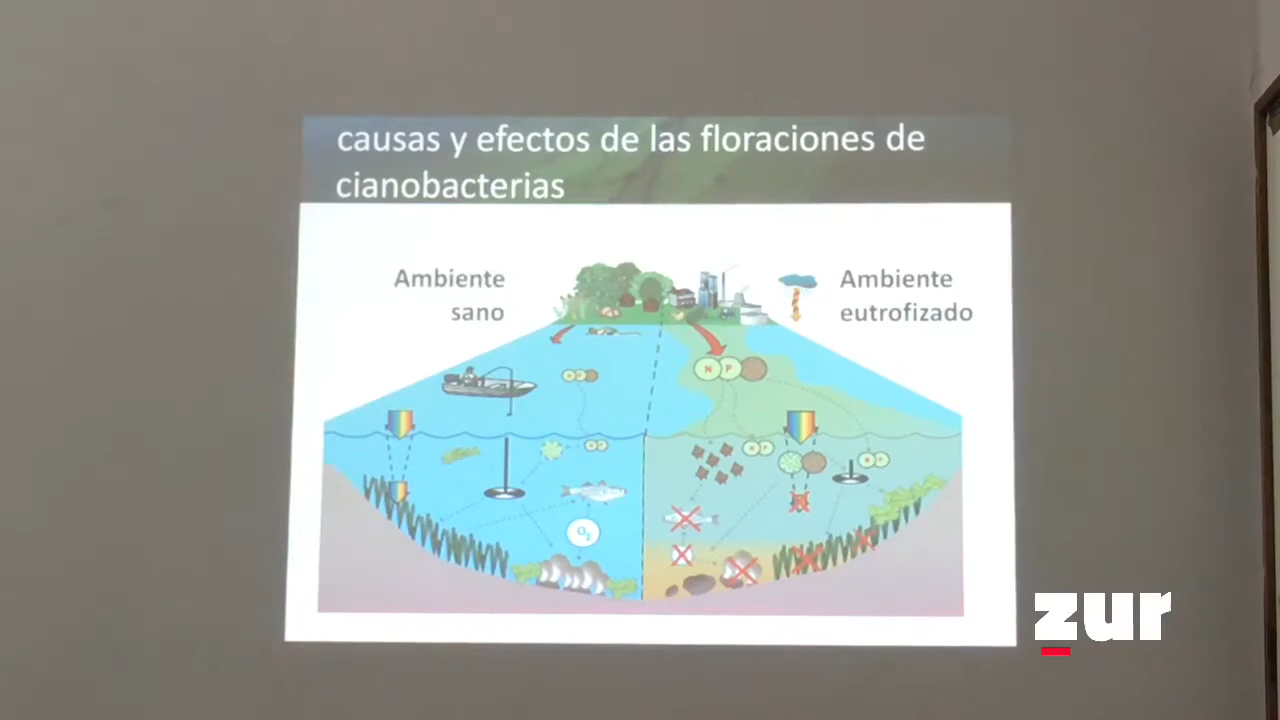 causas y efectos de las floraciones de
cianobacterias
Ambiente
sano
Ambiente
eutrofizado
N P
O₂
zur